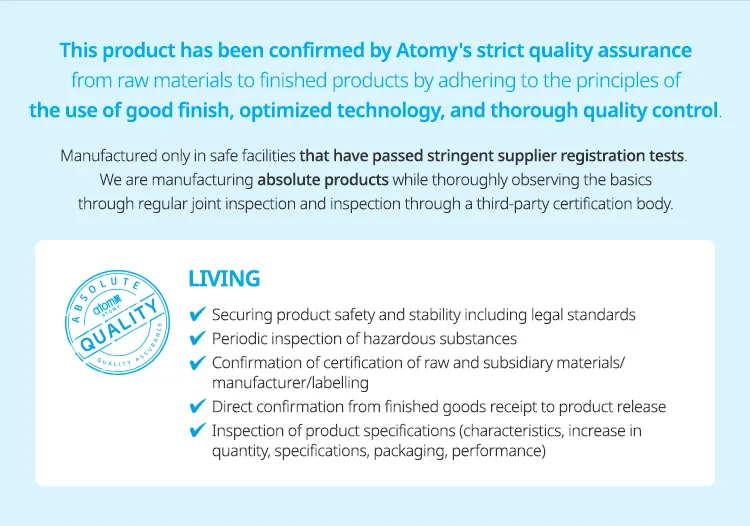 This product has been confirmed by Atomy's strict quality assurance
from raw materials to finished products by adhering to the principles of
the use of good finish, optimized technology, and thorough quality control.
Manufactured only in safe facilities that have passed stringent supplier registration tests.
We are manufacturing absolute products while thoroughly observing the basics
through regular joint inspection and inspection through a third-party certification body.
ABSOLUTE
atom美
ATOMY
QUALITY
QUALITY ASSURANCE
LIVING
✔ Securing product safety and stability including legal standards
✔ Periodic inspection of hazardous substances
✔ Confirmation of certification of raw and subsidiary materials/
manufacturer/labelling
✔ Direct confirmation from finished goods receipt to product release
✔ Inspection of product specifications (characteristics, increase in
quantity, specifications, packaging, performance)